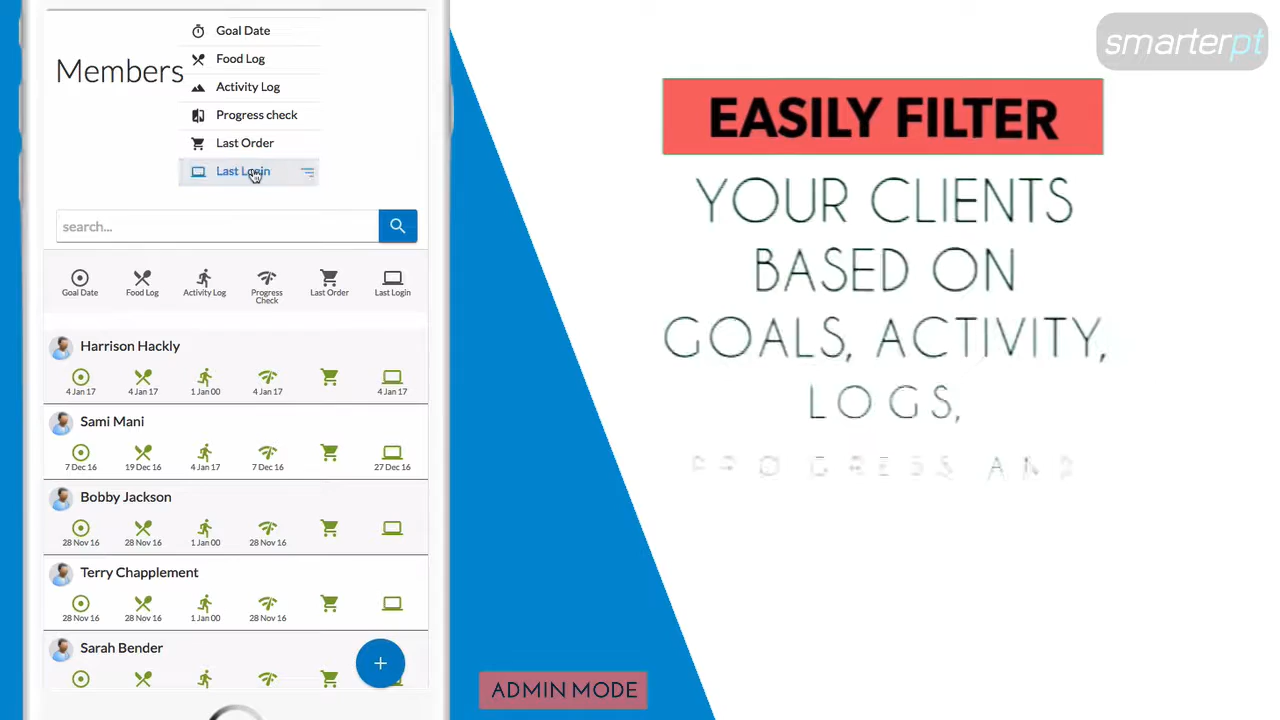 Goal Date
Food Log
Members
Activity Log
Progress check
Last Order
Last Login
search...
Goal Date
Food Log
Activity Log
Progress
Check
Last Order
Last Login
Harrison Hackly
4 Jan 17
4 Jan 17
1 Jan 00
4 Jan 17
4 Jan 17
Sami Mani
7 Dec 16
19 Dec 16
4 Jan 17
7 Dec 16
27 Dec 16
Bobby Jackson
28 Nov 16
28 Nov 16
1 Jan 00
28 Nov 16
Terry Chapplement
28 Nov 16
28 Nov 16
1 Jan 00
28 Nov 16
Sarah Bender
+
smarterpt
EASILY FILTER
YOUR CLIENTS
BASED ON
GOALS, ACTIVITY,
LOGS,
PROGRESS AND
ADMIN MODE